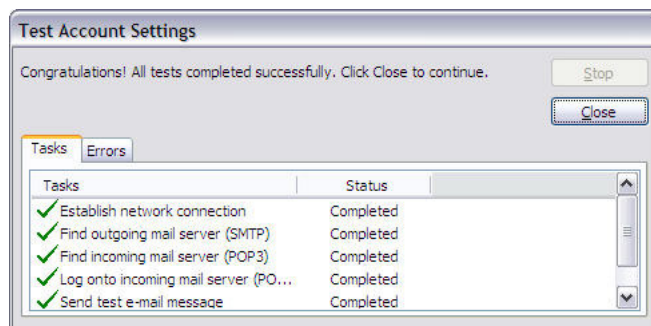 Test Account Settings
Congratulations! All tests completed successfully. Click Close to continue.
Stop
Close
Tasks Errors
Tasks Status
Establish network connection Completed
Find outgoing mail server (SMTP) Completed
Find incoming mail server (POP3) Completed
Log onto incoming mail server (PO... Completed
Send test e-mail message Completed